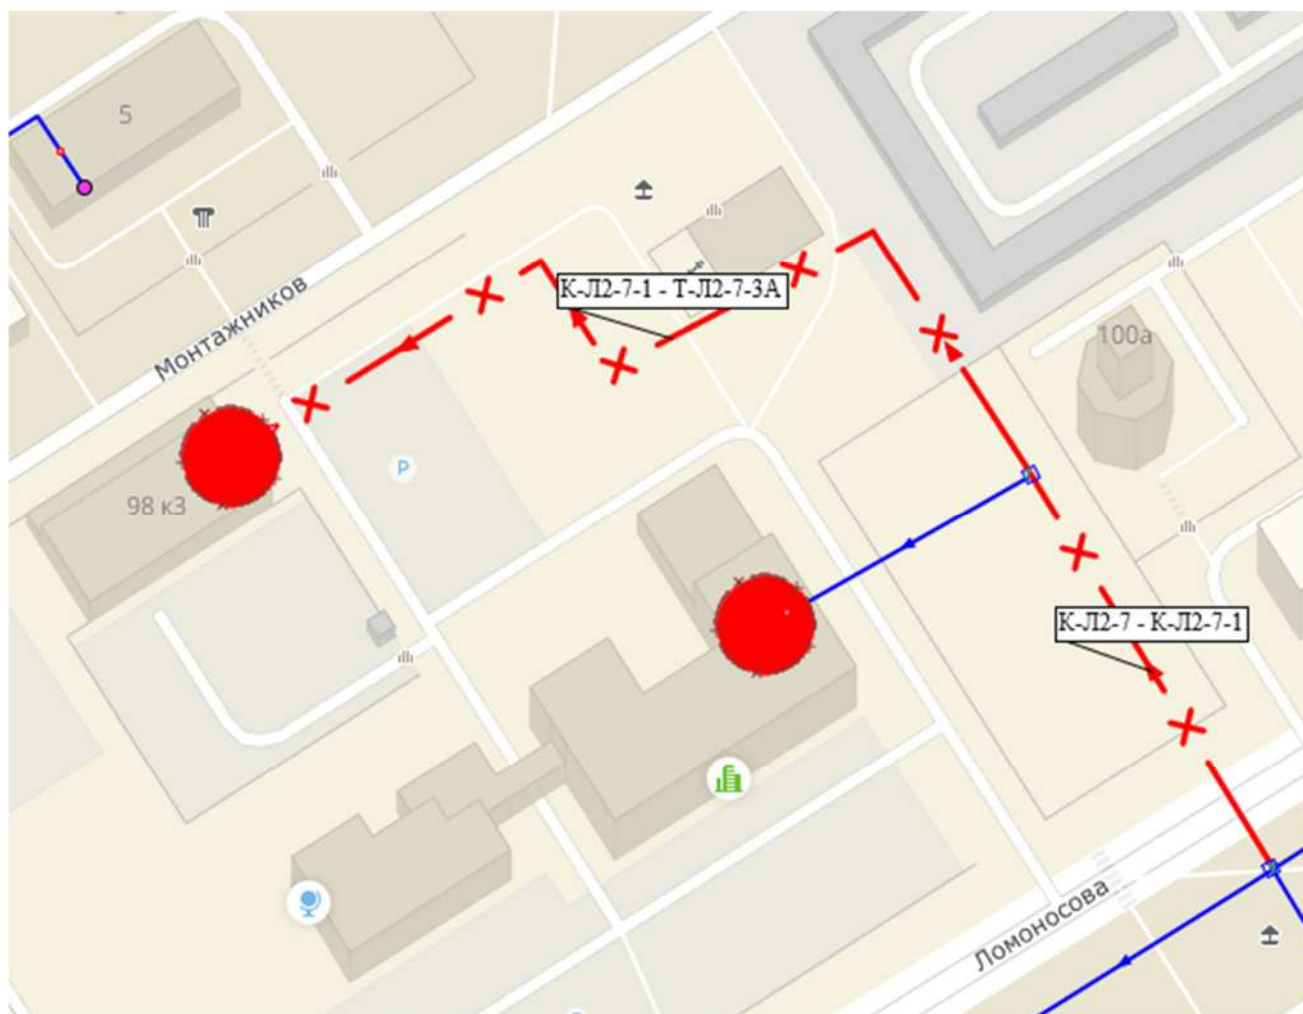 5
К-Л2-7-1 - Т-Л2-7-3А
Монтажников
100а
Р
98 к3
К-Л2-7 - К-Л2-7-1
Ломоносова